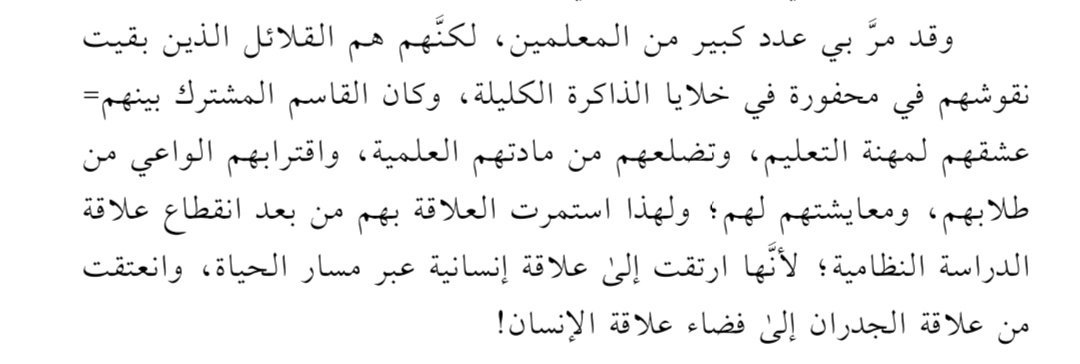 وقد مرَّ بي عدد كبير من المعلمين، لكنَّهم هم القلائل الذين بقيت
نقوشهم في محفورة في خلايا الذاكرة الكليلة، وكان القاسم المشترك بينهم=
عشقهم لمهنة التعليم، وتضلعهم من مادتهم العلمية، واقترابهم الواعي من
طلابهم، ومعايشتهم لهم؛ ولهذا استمرت العلاقة بهم من بعد انقطاع علاقة
الدراسة النظامية؛ لأنَّها ارتقت إلىٰ علاقة إنسانية عبر مسار الحياة، وانعتقت
من علاقة الجدران إلىٰ فضاء علاقة الإنسان!